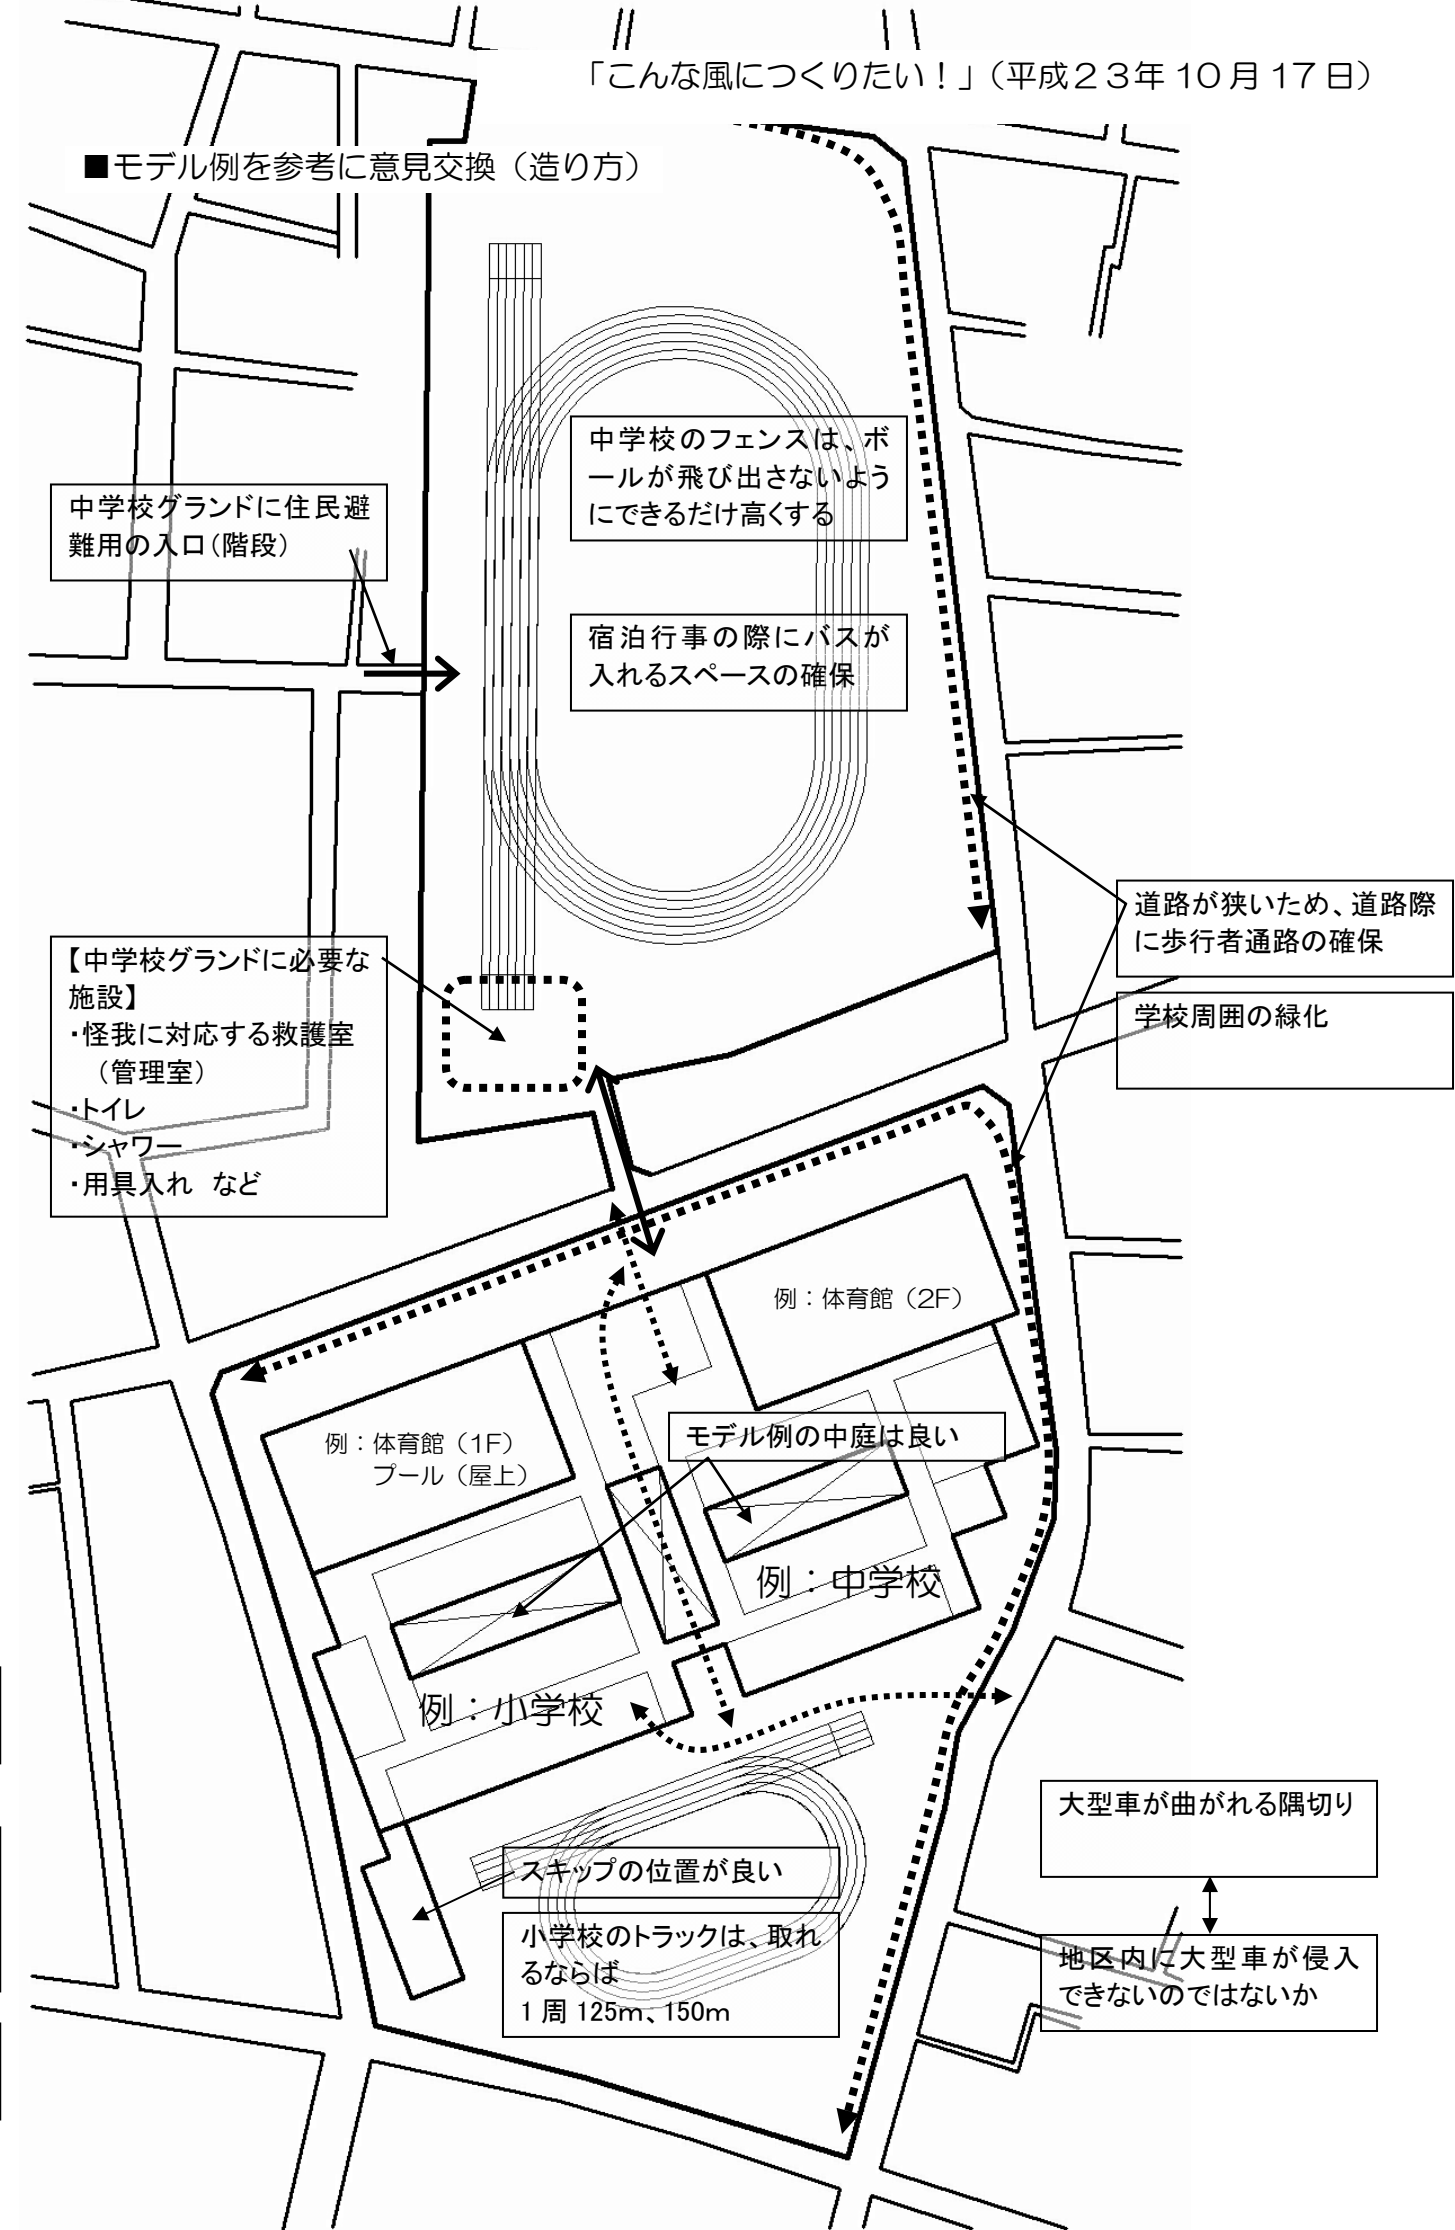 「こんな風につくりたい！」（平成２３年 10 月 17 日）
■モデル例を参考に意見交換（造り方）
中学校のフェンスは、ボ
ールが飛び出さないよう
にできるだけ高くする
中学校グランドに住民避
難用の入口（階段）
宿泊行事の際にバスが
入れるスペースの確保
道路が狭いため、道路際
に歩行者通路の確保
【中学校グランドに必要な
施設】
・怪我に対応する救護室
（管理室）
・トイレ
・シャワー
・用具入れ　など
学校周囲の緑化
例：体育館（2F）
例：体育館（1F）
プール（屋上）
モデル例の中庭は良い
例：中学校
例：小学校
大型車が曲がれる隅切り
スキップの位置が良い
小学校のトラックは、取れ
るならば
1 周 125ｍ、150ｍ
地区内に大型車が侵入
できないのではないか